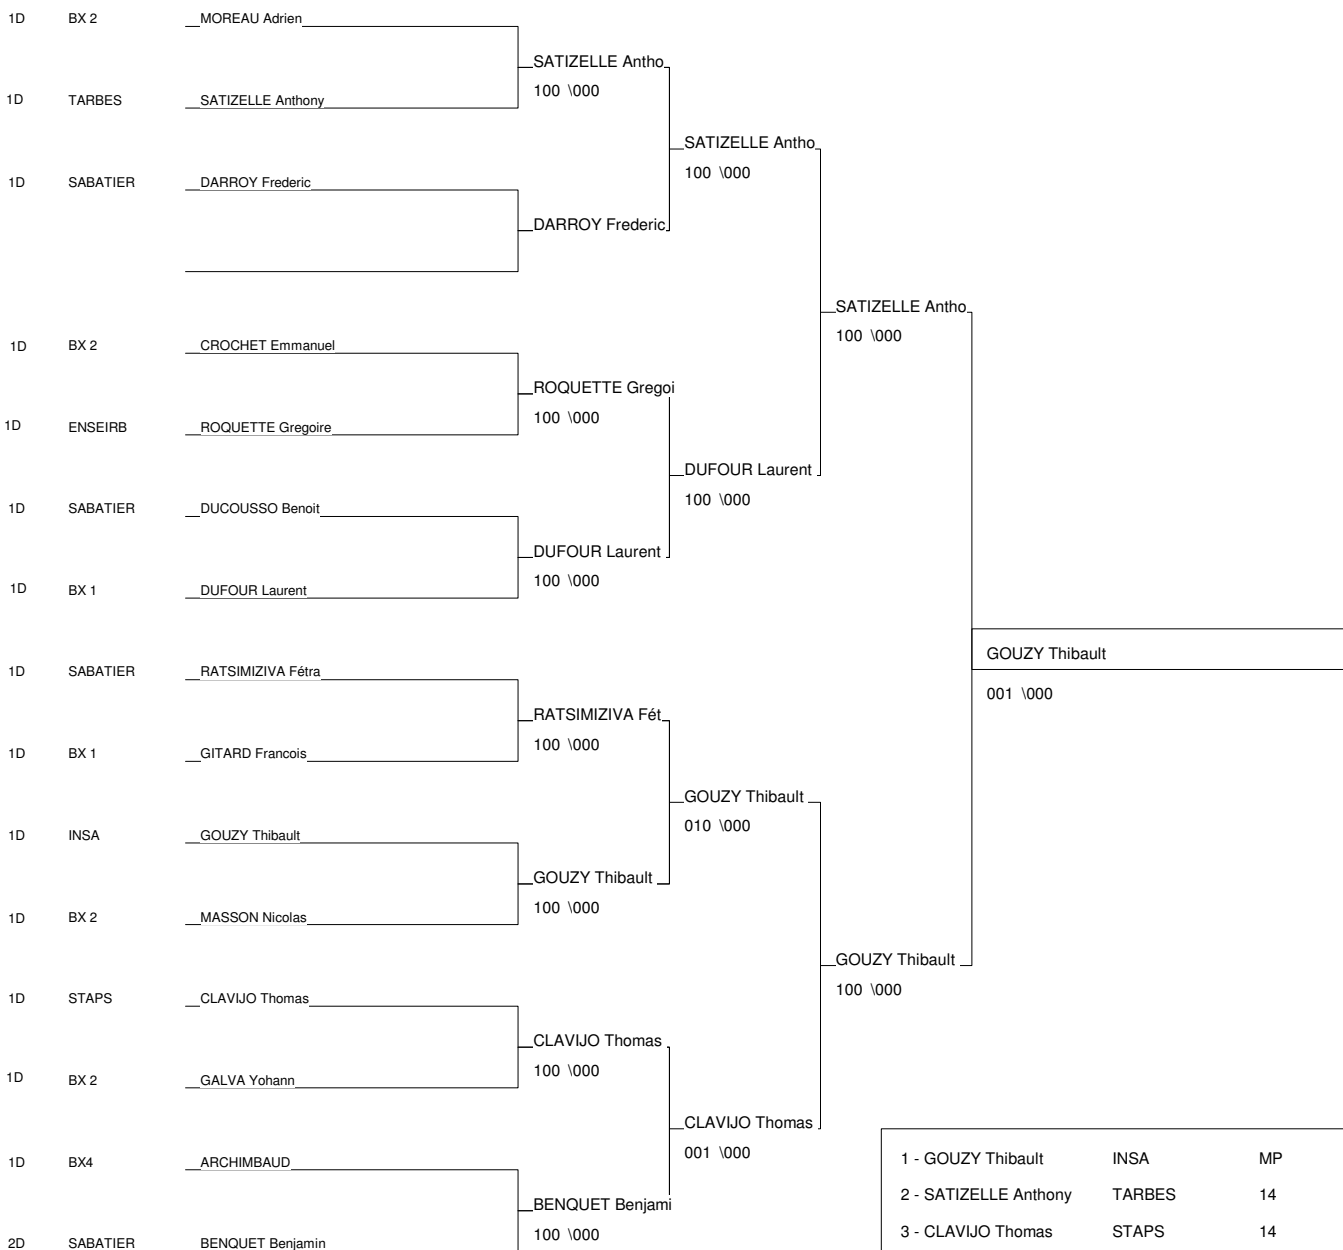 1D BX 2 MOREAU Adrien
SATIZELLE Antho
100 \000
1D TARBES SATIZELLE Anthony
SATIZELLE Antho
100 \000
1D SABATIER DARROY Frederic
DARROY Frederic
SATIZELLE Antho
100 \000
1D BX 2 CROCHET Emmanuel
ROQUETTE Gregoi
100 \000
1D ENSEIRB ROQUETTE Gregoire
DUFOUR Laurent
100 \000
1D SABATIER DUCOUSSO Benoit
DUFOUR Laurent
100 \000
1D BX 1 DUFOUR Laurent
GOUZY Thibault
001 \000
1D SABATIER RATSIMIZIVA Fétra
RATSIMIZIVA Fét
100 \000
1D BX 1 GITARD Francois
GOUZY Thibault
010 \000
1D INSA GOUZY Thibault
GOUZY Thibault
100 \000
1D BX 2 MASSON Nicolas
GOUZY Thibault
100 \000
1D STAPS CLAVIJO Thomas
CLAVIJO Thomas
100 \000
1D BX 2 GALVA Yohann
CLAVIJO Thomas
001 \000
1D BX4 ARCHIMBAUD
BENQUET Benjami
100 \000
2D SABATIER BENQUET Benjamin
1 - GOUZY Thibault INSA MP
2 - SATIZELLE Anthony TARBES 14
3 - CLAVIJO Thomas STAPS 14